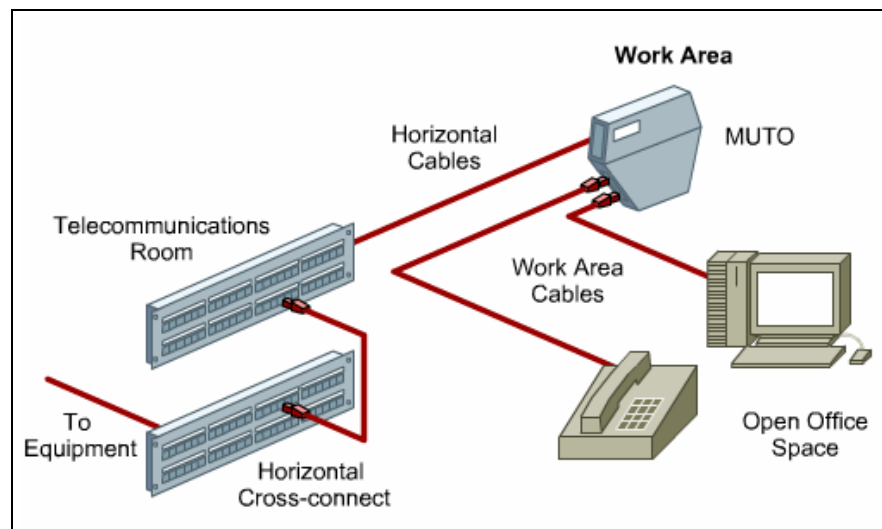 Work Area
Horizontal
Cables
MUTO
Telecommunications
Room
Work Area
Cables
To
Equipment
Horizontal
Cross-connect
Open Office
Space